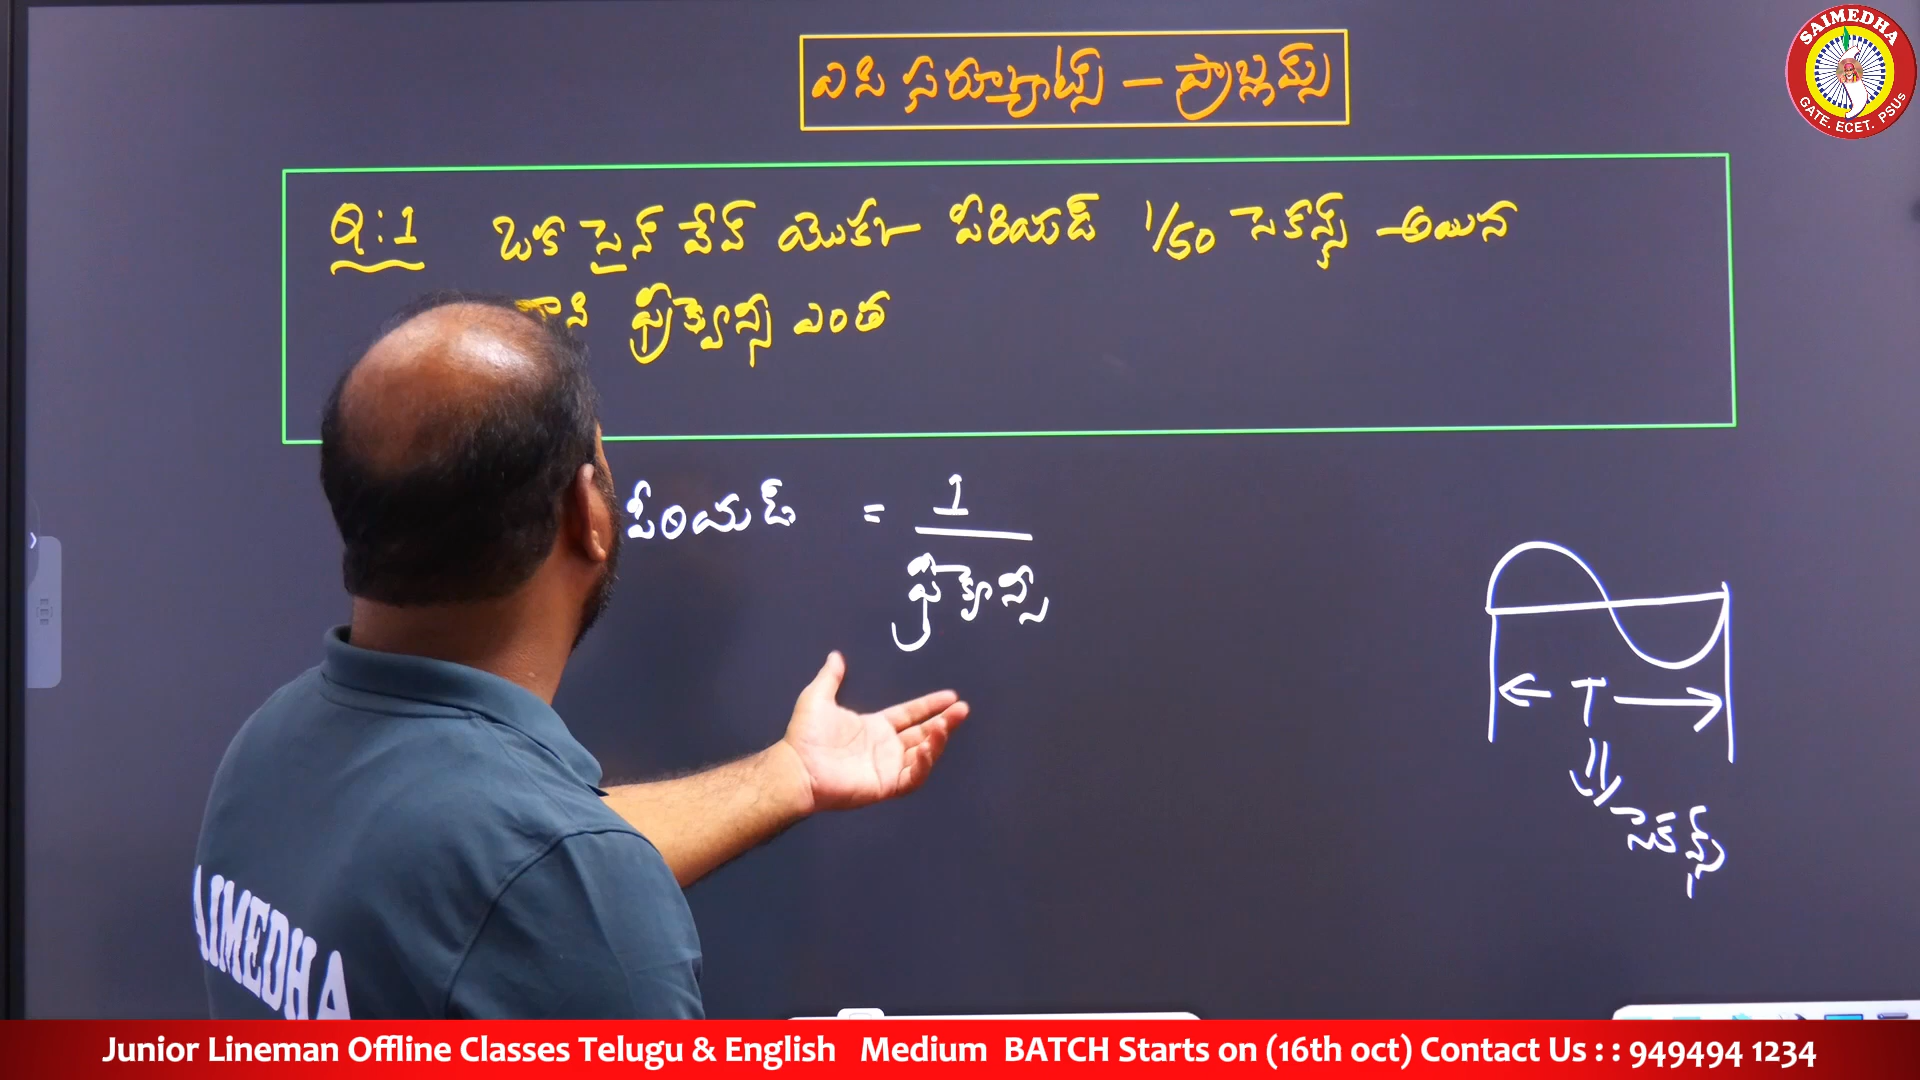 ఎసి సర్క్యూట్స్ – ప్రాబ్లమ్స్
SAIMEDHA
GATE. ECET. PSUs
Q:1 ఒక సైన్ వేవ్ యొక్క పీరియడ్ 1/50 సెకన్స్ అయిన
దాని ఫ్రీక్వెన్సీ ఎంత
పీరియడ్ = 1
ఫ్రీక్వెన్సీ
T
సెకన్స్
AIMEDHA
Junior Lineman Offline Classes Telugu & English Medium BATCH Starts on (16th oct) Contact Us : : 949494 1234